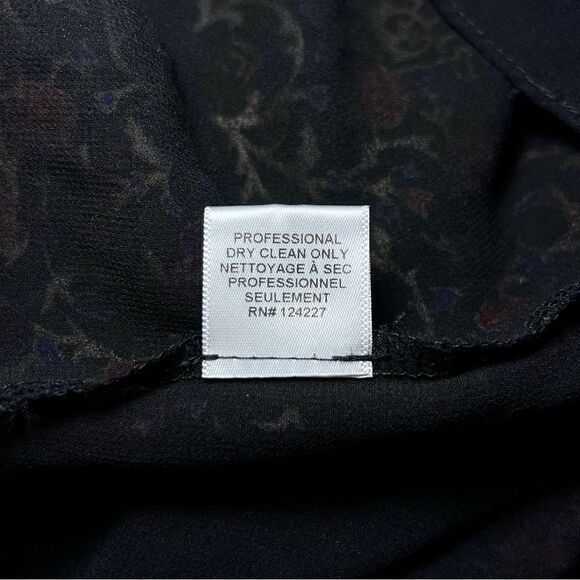 PROFESSIONAL
DRY CLEAN ONLY
NETTOYAGE À SEC
PROFESSIONNEL
SEULEMENT
RN# 124227